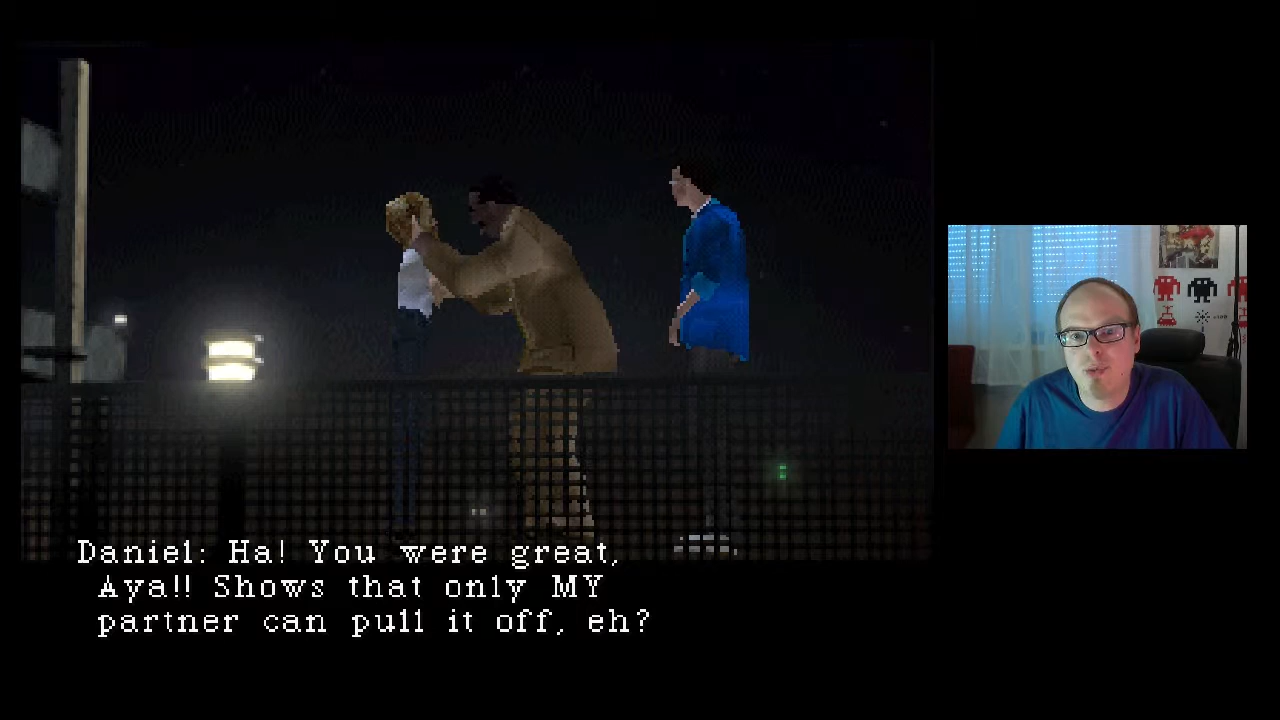 Daniel: Ha! You were great,
Aya!! Shows that only MY
partner can pull it off, eh?